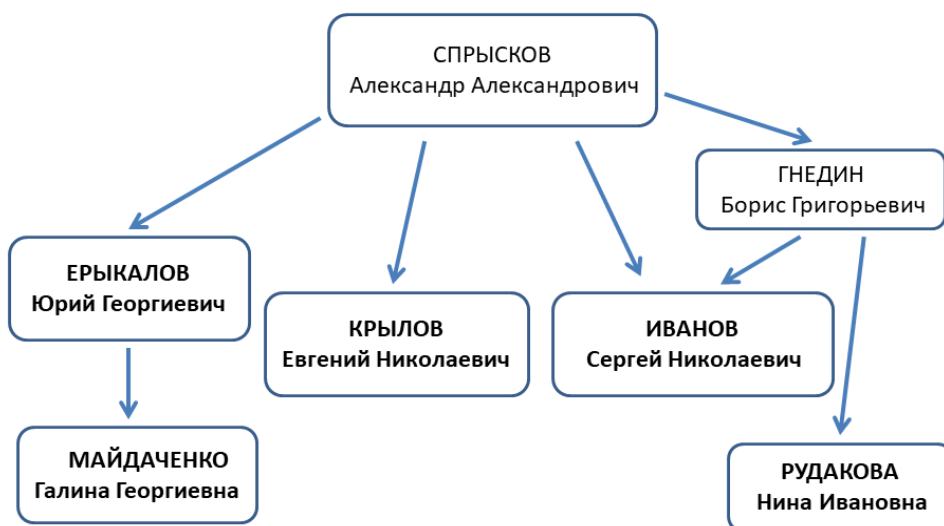 СПРЫСКОВ
Александр Александрович
ГНЕДИН
Борис Григорьевич
ЕРЫКАЛОВ
Юрий Георгиевич
КРЫЛОВ
Евгений Николаевич
ИВАНОВ
Сергей Николаевич
МАЙДАЧЕНКО
Галина Георгиевна
РУДАКОВА
Нина Ивановна